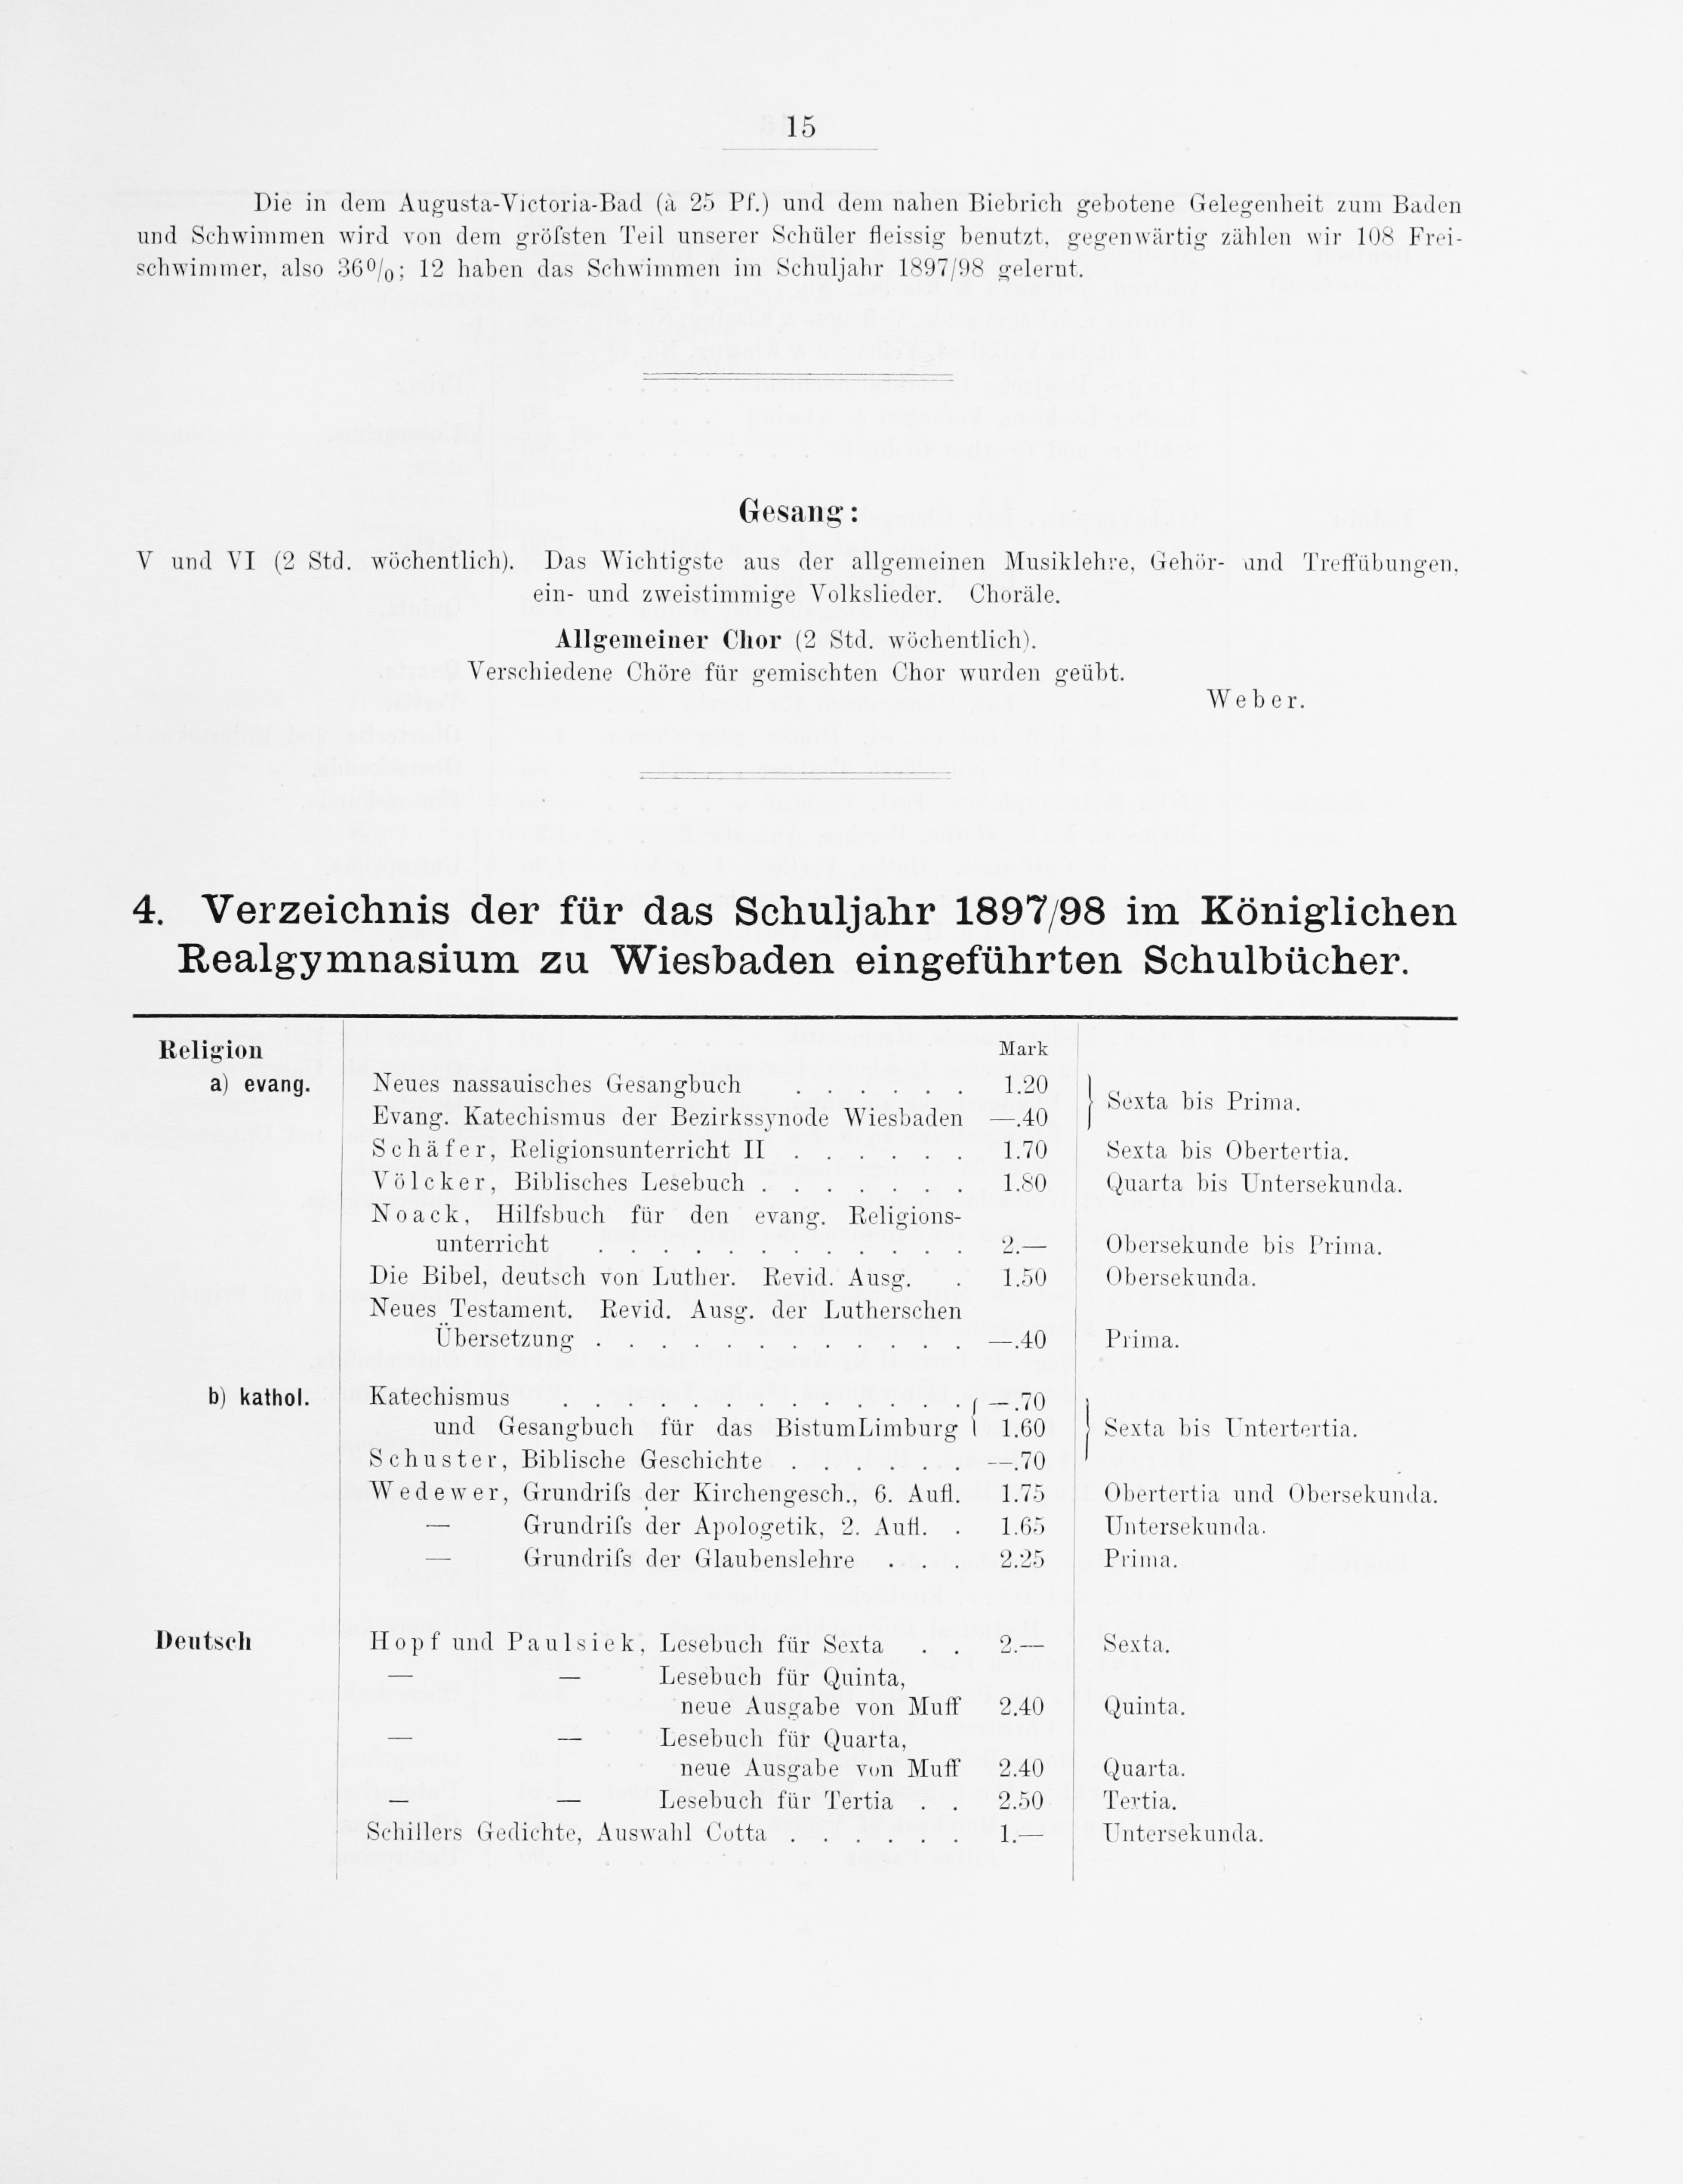 15
Die in dem Augusta-Victoria-Bad (à 25 Pf.) und dem nahen Biebrich gebotene Gelegenheit zum Baden
und Schwimmen wird von dem gröfsten Teil unserer Schüler fleissig benutzt, gegenwärtig zählen wir 108 Frei-
schwimmer, also 36%; 12 haben das Schwimmen im Schuljahr 1897/98 gelernt.
Gesang:
V und VI (2 Std. wöchentlich). Das Wichtigste aus der allgemeinen Musiklehre, Gehör- und Treffübungen,
ein- und zweistimmige Volkslieder. Choräle.
Allgemeiner Chor (2 Std. wöchentlich).
Verschiedene Chöre für gemischten Chor wurden geübt.
Weber.
4. Verzeichnis der für das Schuljahr 1897/98 im Königlichen
Realgymnasium zu Wiesbaden eingeführten Schulbücher.
Religion Mark
a) evang. Neues nassauisches Gesangbuch . . . . . . 1.20
Evang. Katechismus der Bezirkssynode Wiesbaden —.40 } Sexta bis Prima.
Schäfer, Religionsunterricht II . . . . . . 1.70 Sexta bis Obertertia.
Völcker, Biblisches Lesebuch . . . . . . . 1.80 Quarta bis Untersekunda.
Noack, Hilfsbuch für den evang. Religions-
unterricht . . . . . . . . . . . . 2.— Obersekunde bis Prima.
Die Bibel, deutsch von Luther. Revid. Ausg. . 1.50 Obersekunda.
Neues Testament. Revid. Ausg. der Lutherschen
Übersetzung . . . . . . . . . . . . —.40 Prima.
b) kathol. Katechismus . . . . . . . . . . . . . { —.70
und Gesangbuch für das BistumLimburg 1.60 } Sexta bis Untertertia.
Schuster, Biblische Geschichte . . . . . . —.70
Wedewer, Grundrifs der Kirchengesch., 6. Aufl. 1.75 Obertertia und Obersekunda.
— Grundrifs der Apologetik, 2. Aufl. . 1.65 Untersekunda.
— Grundrifs der Glaubenslehre . . . 2.25 Prima.
Deutsch Hopf und Paulsiek, Lesebuch für Sexta . . 2.— Sexta.
— — Lesebuch für Quinta,
neue Ausgabe von Muff 2.40 Quinta.
— — Lesebuch für Quarta,
neue Ausgabe von Muff 2.40 Quarta.
— — Lesebuch für Tertia . . 2.50 Tertia.
Schillers Gedichte, Auswahl Cotta . . . . . . 1.— Untersekunda.